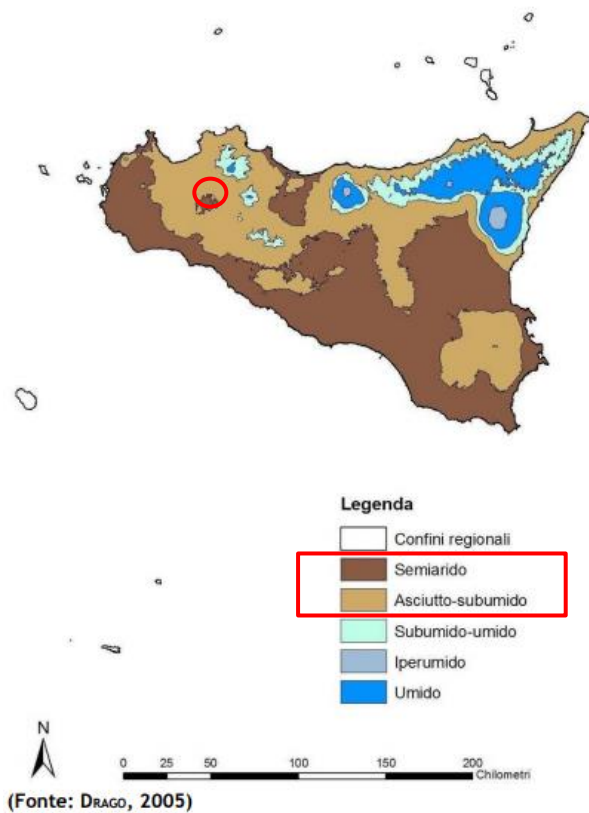 Legenda
Confini regionali
Semiarido
Asciutto-subumido
Subumido-umido
Iperumido
Umido
N
0 25 50 100 150 200
Chilometri
(Fonte: DRAGO, 2005)